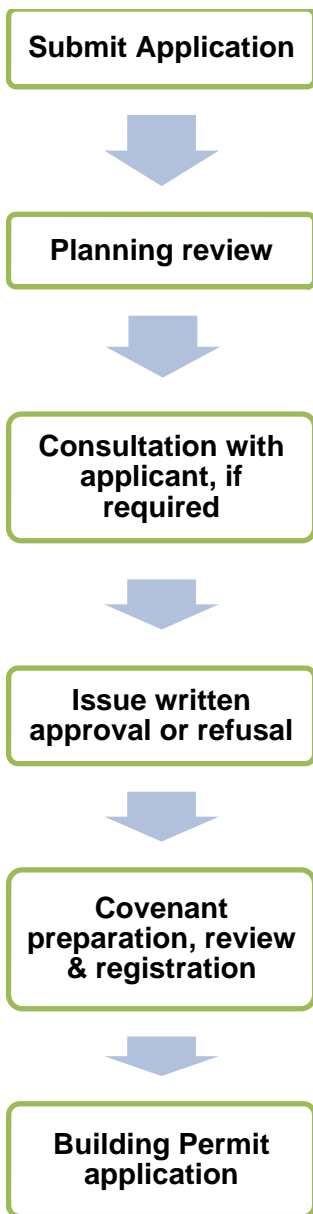 Submit Application
Planning review
Consultation with
applicant, if
required
Issue written
approval or refusal
Covenant
preparation, review
& registration
Building Permit
application